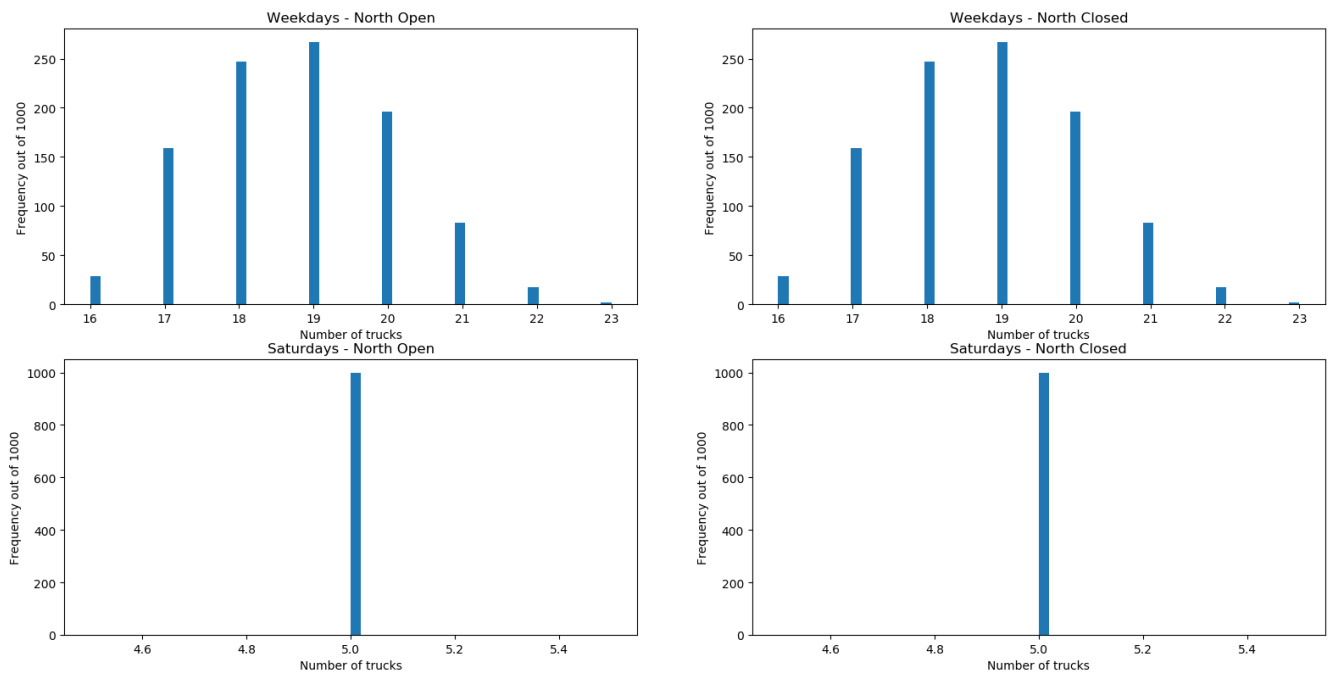 Weekdays - North Open
Frequency out of 1000
250
200
150
100
50
0
16 17 18 19 20 21 22 23
Number of trucks
Weekdays - North Closed
Frequency out of 1000
250
200
150
100
50
0
16 17 18 19 20 21 22 23
Number of trucks
Saturdays - North Open
Frequency out of 1000
1000
800
600
400
200
0
4.6 4.8 5.0 5.2 5.4
Number of trucks
Saturdays - North Closed
Frequency out of 1000
1000
800
600
400
200
0
4.6 4.8 5.0 5.2 5.4
Number of trucks